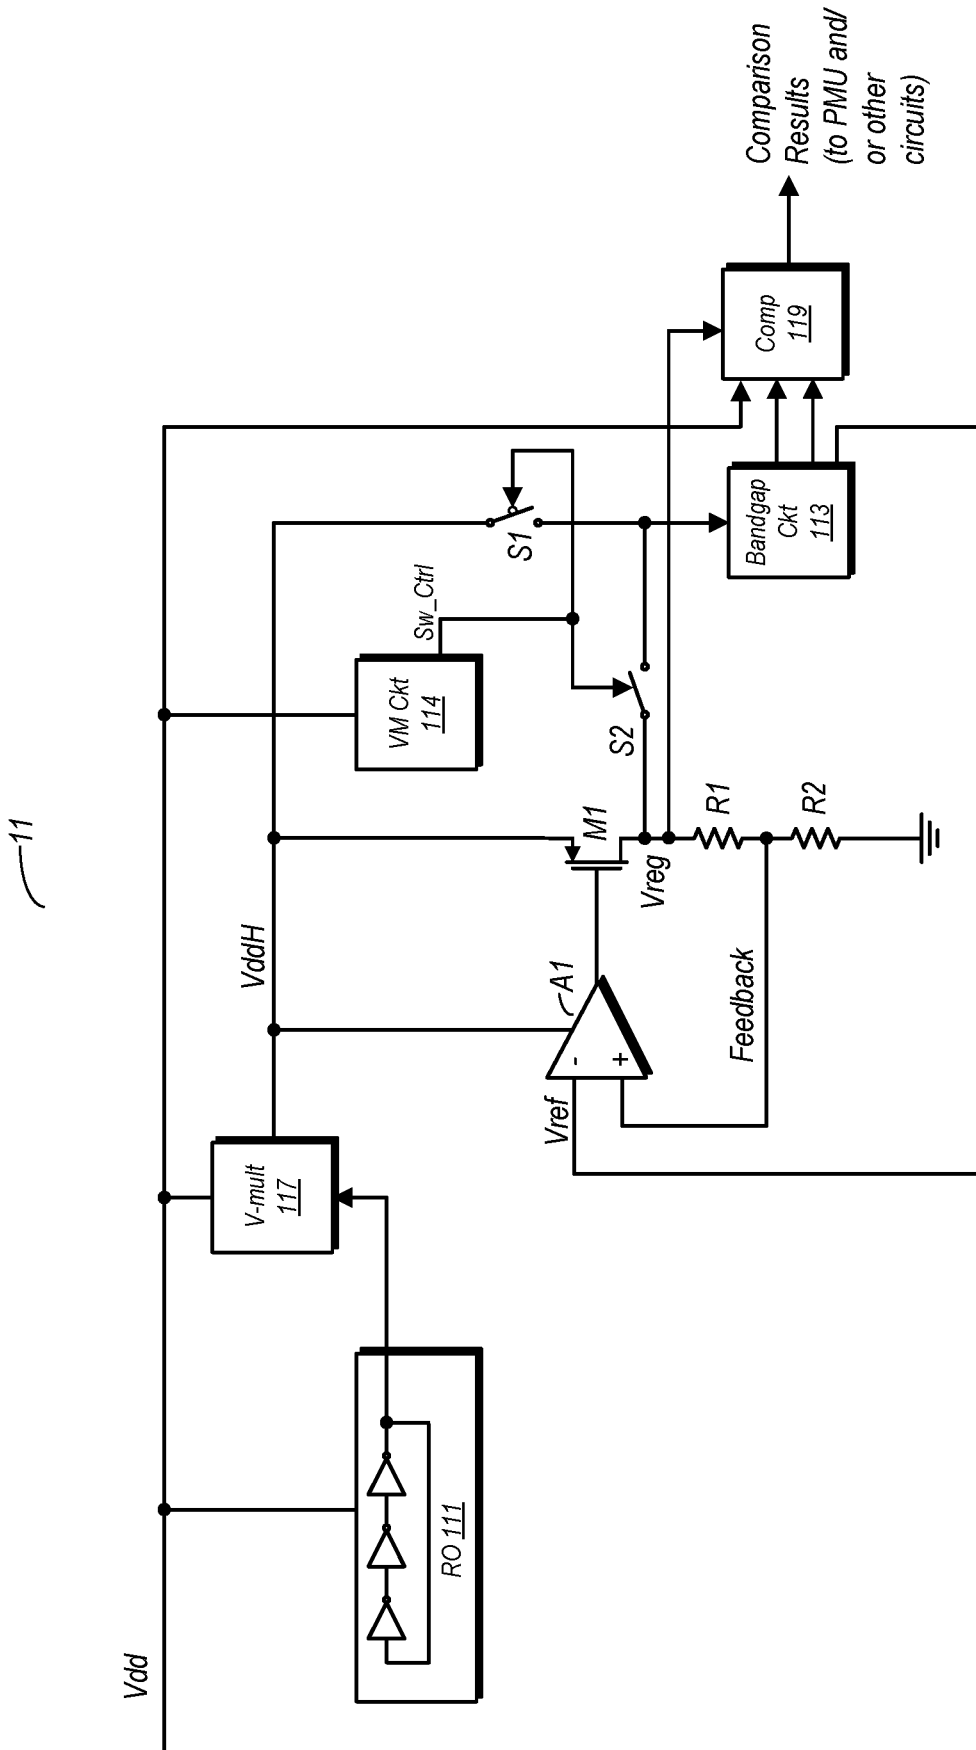 11
Vdd
RO 111
V-mult
117
VddH
VM Ckt
114
Sw_Ctrl
S1
S2
A1
M1
Vref
-
+
Vreg
Feedback
R1
R2
Bandgap
Ckt
113
Comp
119
Comparison
Results
(to PMU and/
or other
circuits)